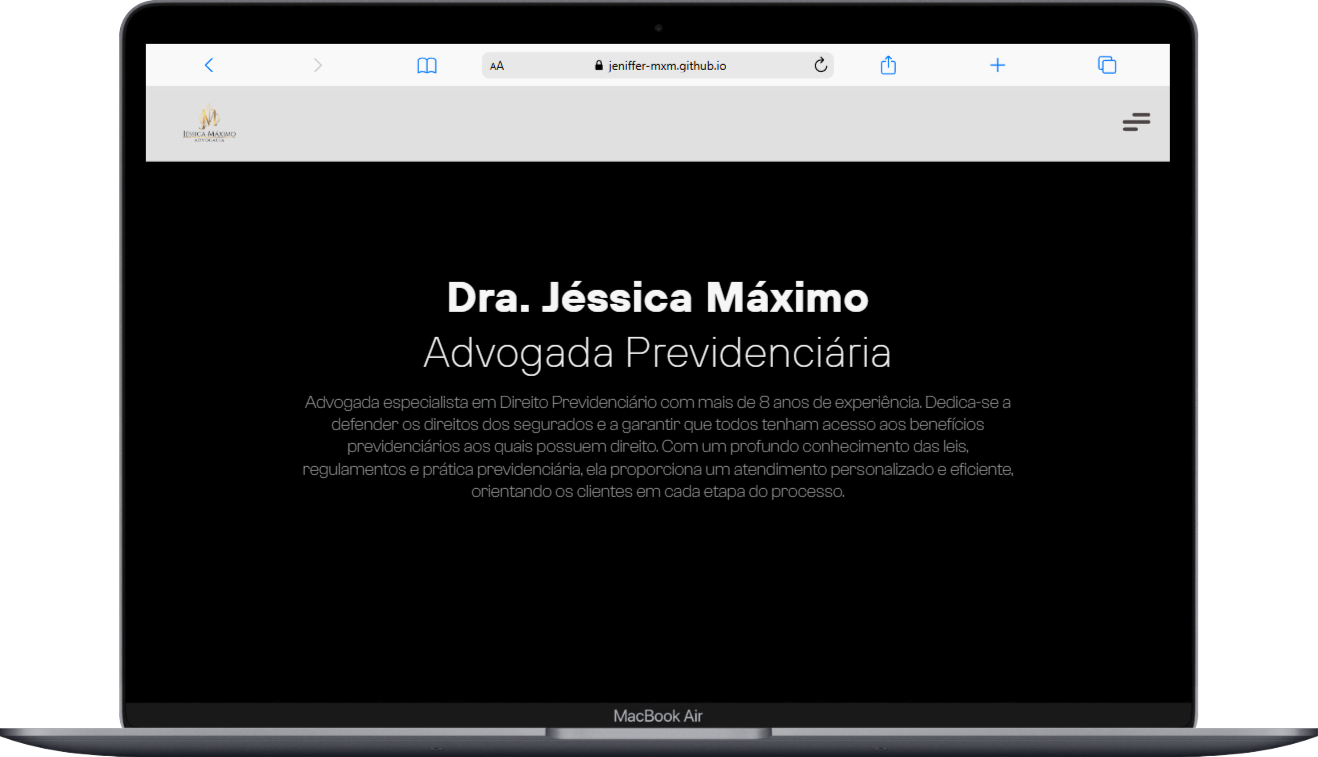 AA
jeniffer-mxm.github.io
JM
JÉSSICA MÁXIMO
ADVOCACIA
Dra. Jéssica Máximo
Advogada Previdenciária
Advogada especialista em Direito Previdenciário com mais de 8 anos de experiência. Dedica-se a
defender os direitos dos segurados e a garantir que todos tenham acesso aos benefícios
previdenciários aos quais possuem direito. Com um profundo conhecimento das leis,
regulamentos e prática previdenciária, ela proporciona um atendimento personalizado e eficiente,
orientando os clientes em cada etapa do processo.
MacBook Air